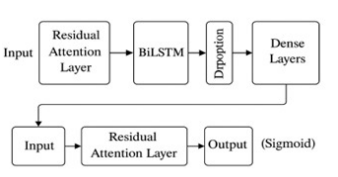 Input
Residual
Attention
Layer
BiLSTM
Drpoption
Dense
Layers
Input
Residual
Attention Layer
Output
(Sigmoid)